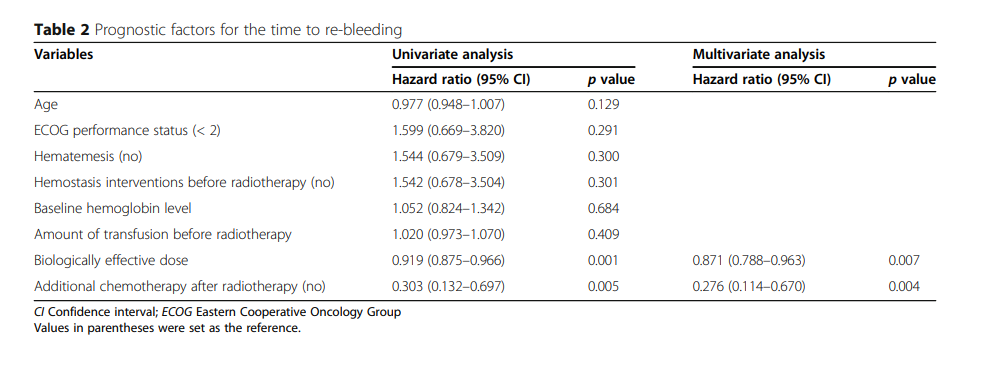 Table 2 Prognostic factors for the time to re-bleeding
Variables Univariate analysis Multivariate analysis
Hazard ratio (95% CI) p value Hazard ratio (95% CI) p value
Age 0.977 (0.948–1.007) 0.129
ECOG performance status (< 2) 1.599 (0.669–3.820) 0.291
Hematemesis (no) 1.544 (0.679–3.509) 0.300
Hemostasis interventions before radiotherapy (no) 1.542 (0.678–3.504) 0.301
Baseline hemoglobin level 1.052 (0.824–1.342) 0.684
Amount of transfusion before radiotherapy 1.020 (0.973–1.070) 0.409
Biologically effective dose 0.919 (0.875–0.966) 0.001 0.871 (0.788–0.963) 0.007
Additional chemotherapy after radiotherapy (no) 0.303 (0.132–0.697) 0.005 0.276 (0.114–0.670) 0.004
CI Confidence interval; ECOG Eastern Cooperative Oncology Group
Values in parentheses were set as the reference.